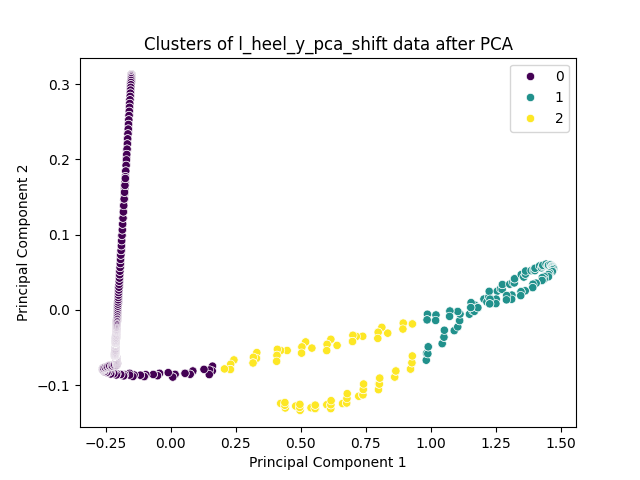 Clusters of l_heel_y_pca_shift data after PCA
0
1
2
Principal Component 2
0.3
0.2
0.1
0.0
−0.1
−0.25 0.00 0.25 0.50 0.75 1.00 1.25 1.50
Principal Component 1